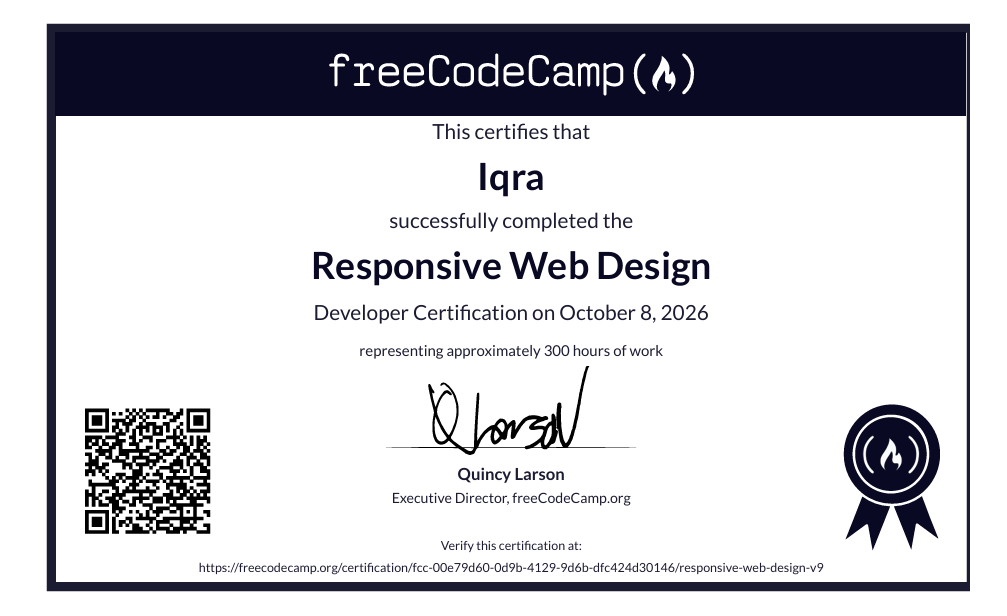 freeCodeCamp
This certifies that
Iqra
successfully completed the
Responsive Web Design
Developer Certification on October 8, 2026
representing approximately 300 hours of work
Q Larson
Quincy Larson
Executive Director, freeCodeCamp.org
Verify this certification at:
https://freecodecamp.org/certification/fcc-00e79d60-0d9b-4129-9d6b-dfc424d30146/responsive-web-design-v9